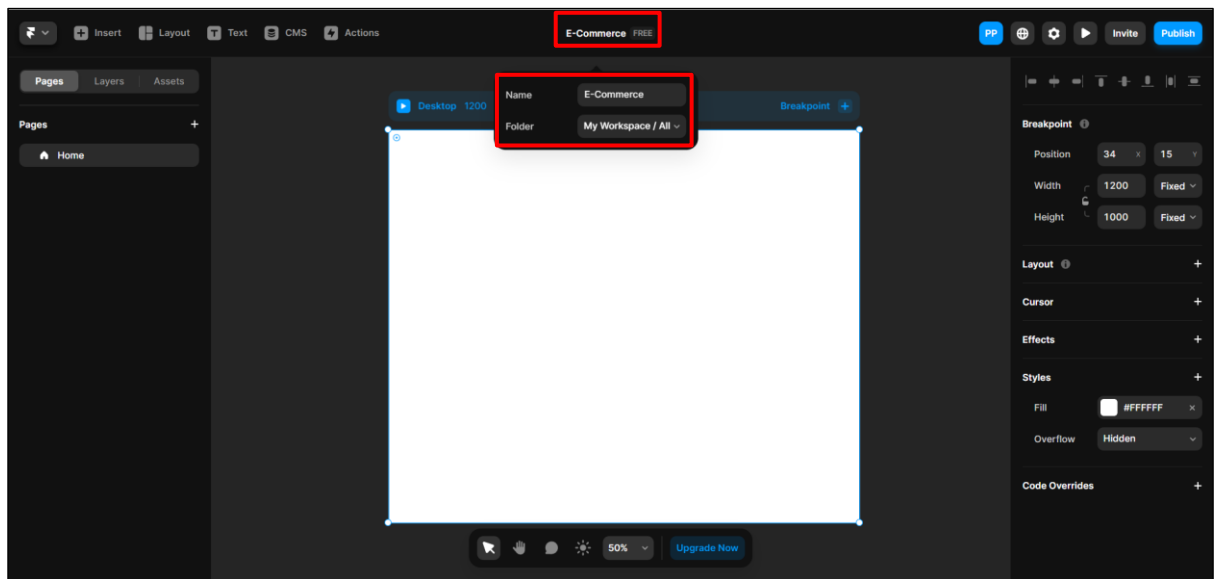 Insert Layout Text CMS Actions E-Commerce FREE PP Invite Publish
Pages Layers Assets
Pages
Home
Desktop 1200 Breakpoint
Name E-Commerce
Folder My Workspace / All
50% Upgrade Now
Breakpoint
Position 34 X 15 Y
Width 1200 Fixed
Height 1000 Fixed
Layout
Cursor
Effects
Styles
Fill #FFFFFF
Overflow Hidden
Code Overrides